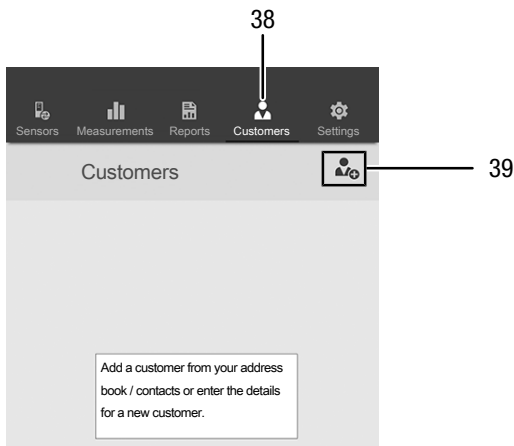 38
Sensors Measurements Reports Customers Settings
Customers
39
Add a customer from your address
book / contacts or enter the details
for a new customer.